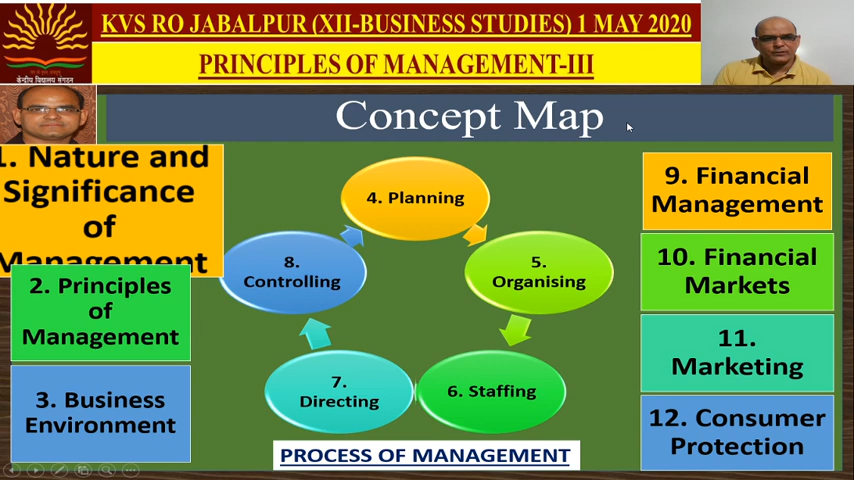 KVS RO JABALPUR (XII-BUSINESS STUDIES) 1 MAY 2020
PRINCIPLES OF MANAGEMENT-III
केन्द्रीय विद्यालय संगठन
Concept Map
1. Nature and
Significance
of
Management
2. Principles
of
Management
3. Business
Environment
4. Planning
5.
Organising
6. Staffing
7.
Directing
8.
Controlling
PROCESS OF MANAGEMENT
9. Financial
Management
10. Financial
Markets
11.
Marketing
12. Consumer
Protection